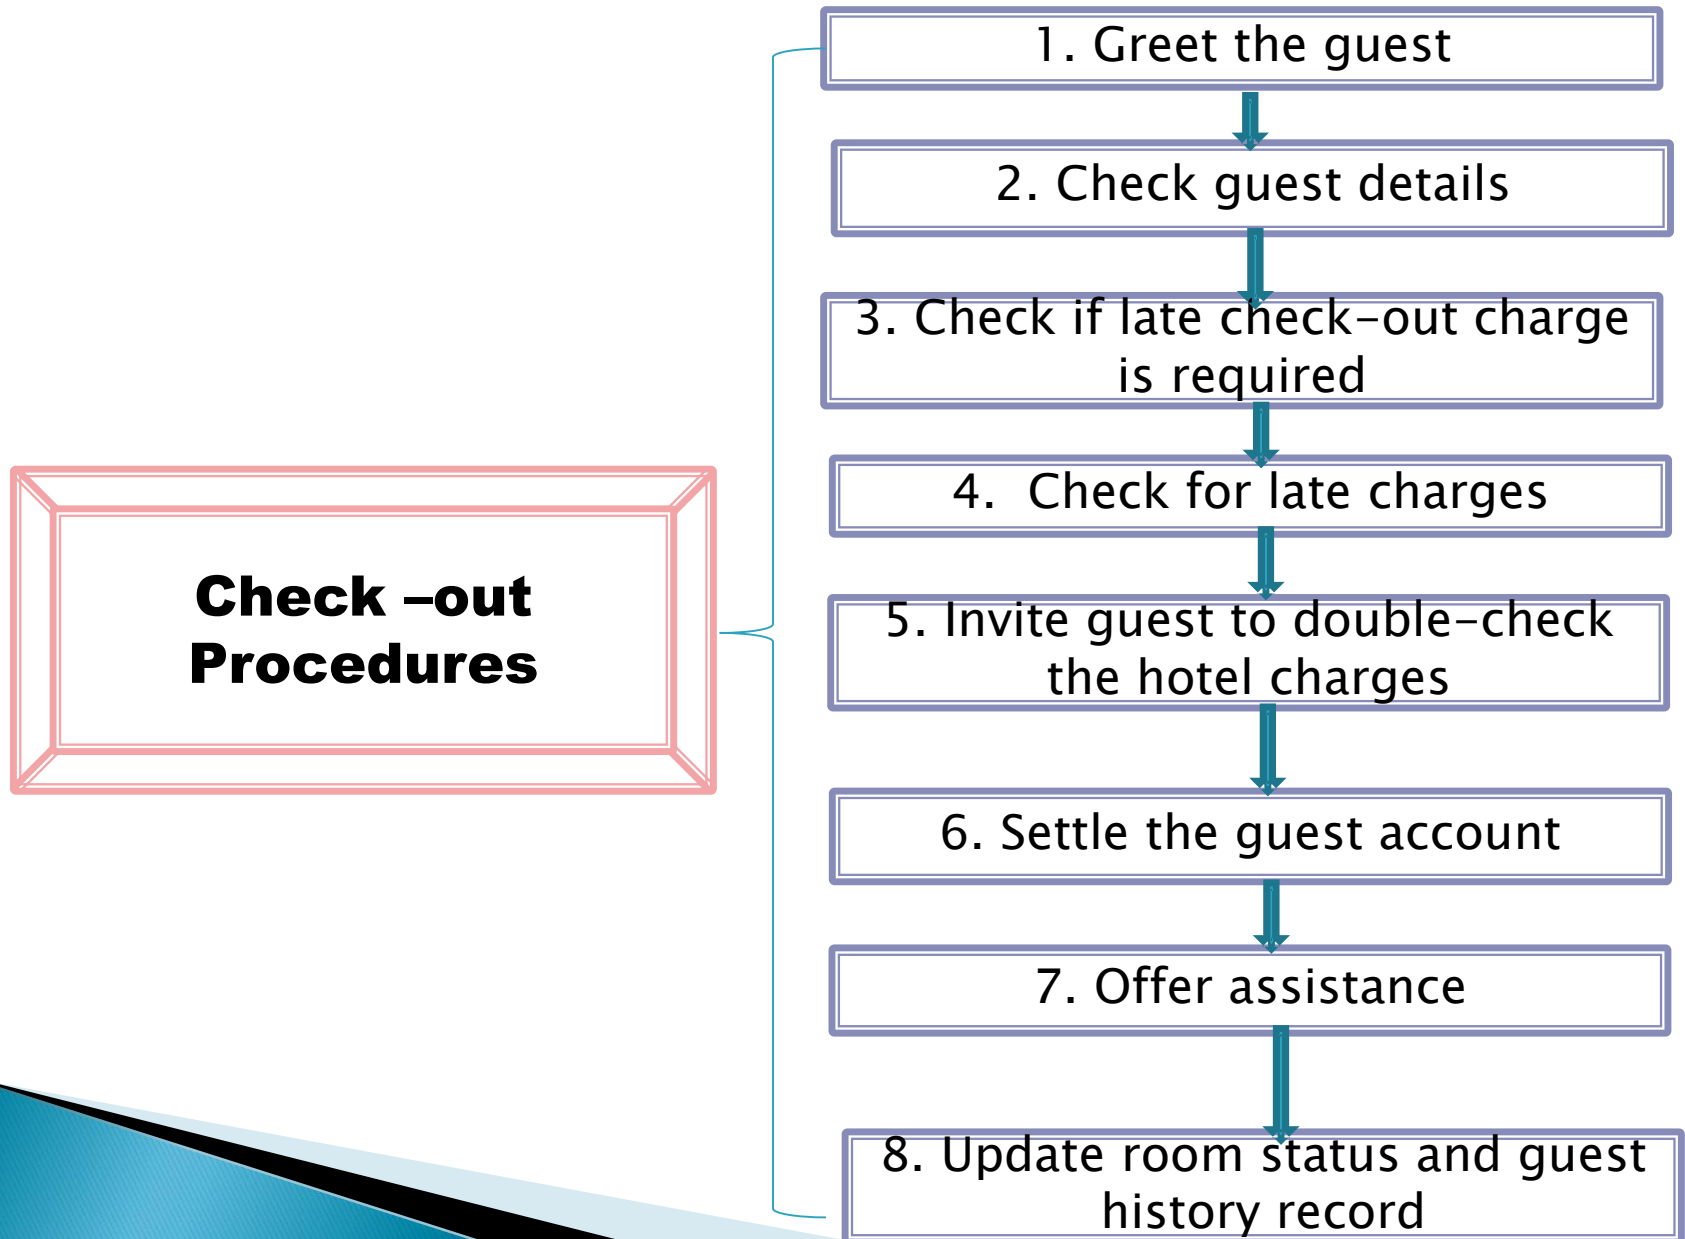 1. Greet the guest
2. Check guest details
3. Check if late check-out charge
is required
4. Check for late charges
5. Invite guest to double-check
the hotel charges
6. Settle the guest account
7. Offer assistance
8. Update room status and guest
history record
Check –out
Procedures